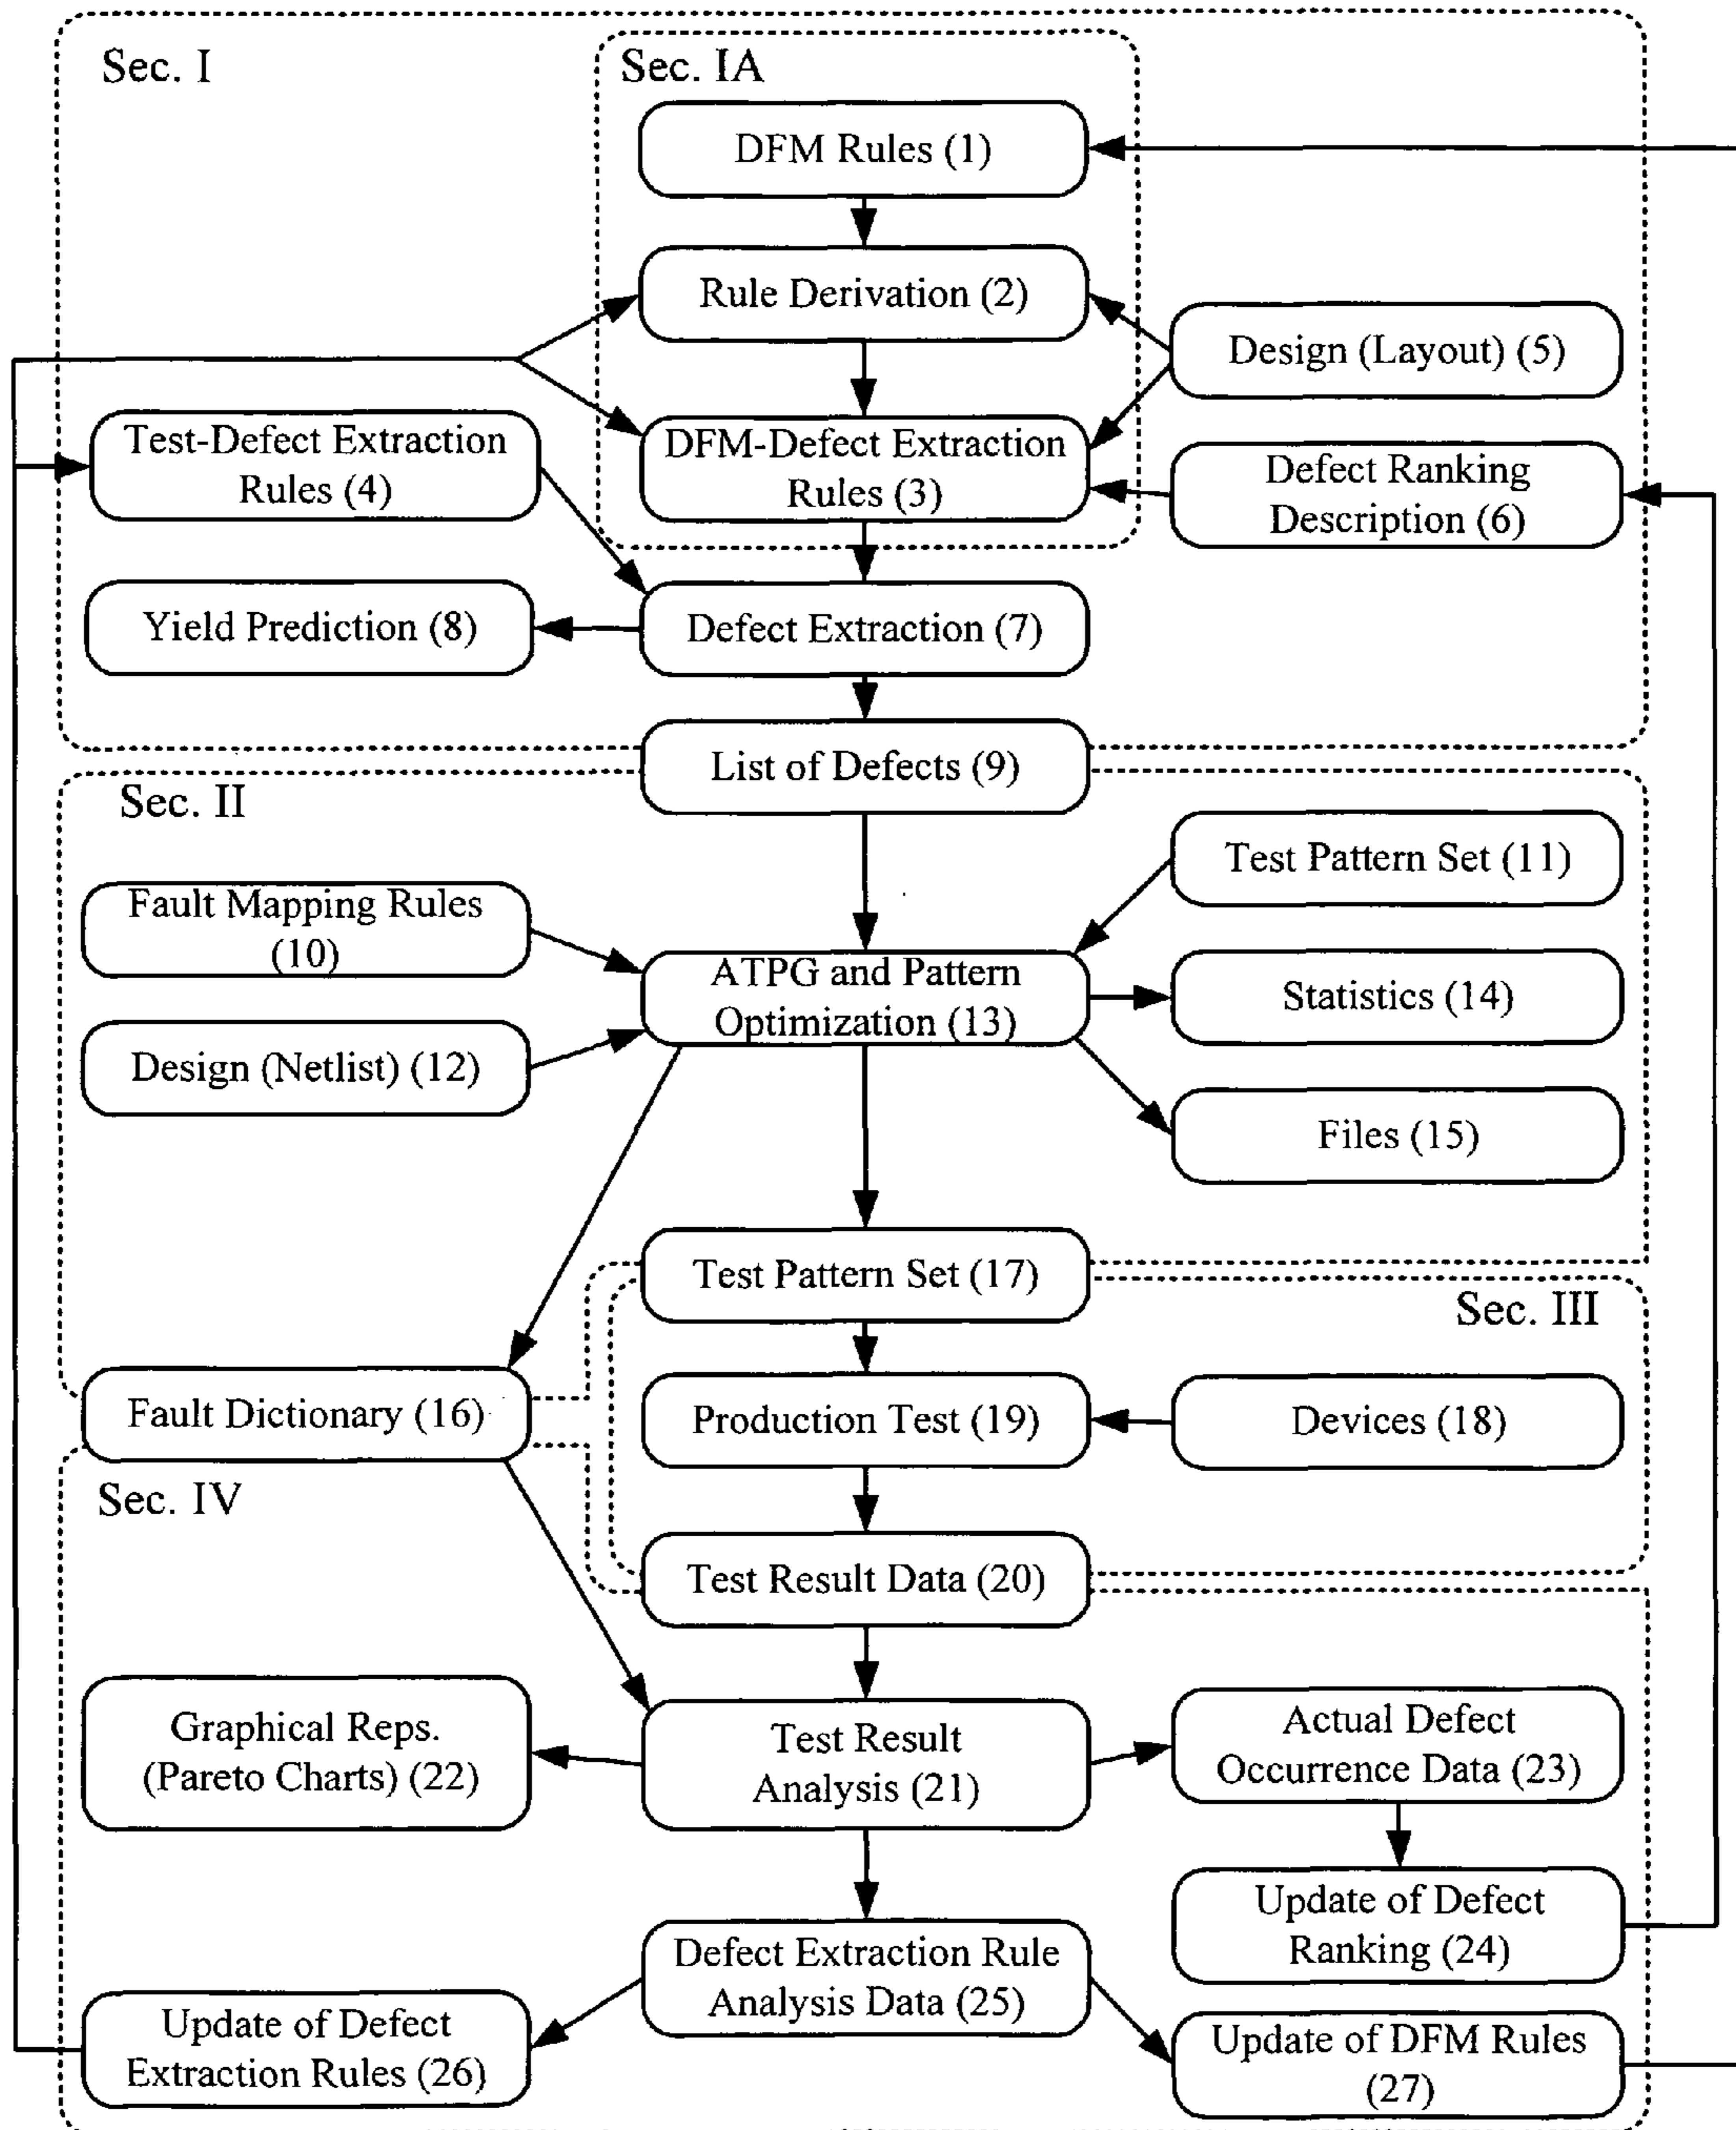 Sec. I
Sec. IA
DFM Rules (1)
Rule Derivation (2)
Design (Layout) (5)
Test-Defect Extraction
Rules (4)
DFM-Defect Extraction
Rules (3)
Defect Ranking
Description (6)
Yield Prediction (8)
Defect Extraction (7)
List of Defects (9)
Sec. II
Test Pattern Set (11)
Fault Mapping Rules
(10)
ATPG and Pattern
Optimization (13)
Statistics (14)
Design (Netlist) (12)
Files (15)
Test Pattern Set (17)
Sec. III
Fault Dictionary (16)
Production Test (19)
Devices (18)
Sec. IV
Test Result Data (20)
Graphical Reps.
(Pareto Charts) (22)
Test Result
Analysis (21)
Actual Defect
Occurrence Data (23)
Update of Defect
Ranking (24)
Defect Extraction Rule
Analysis Data (25)
Update of Defect
Extraction Rules (26)
Update of DFM Rules
(27)